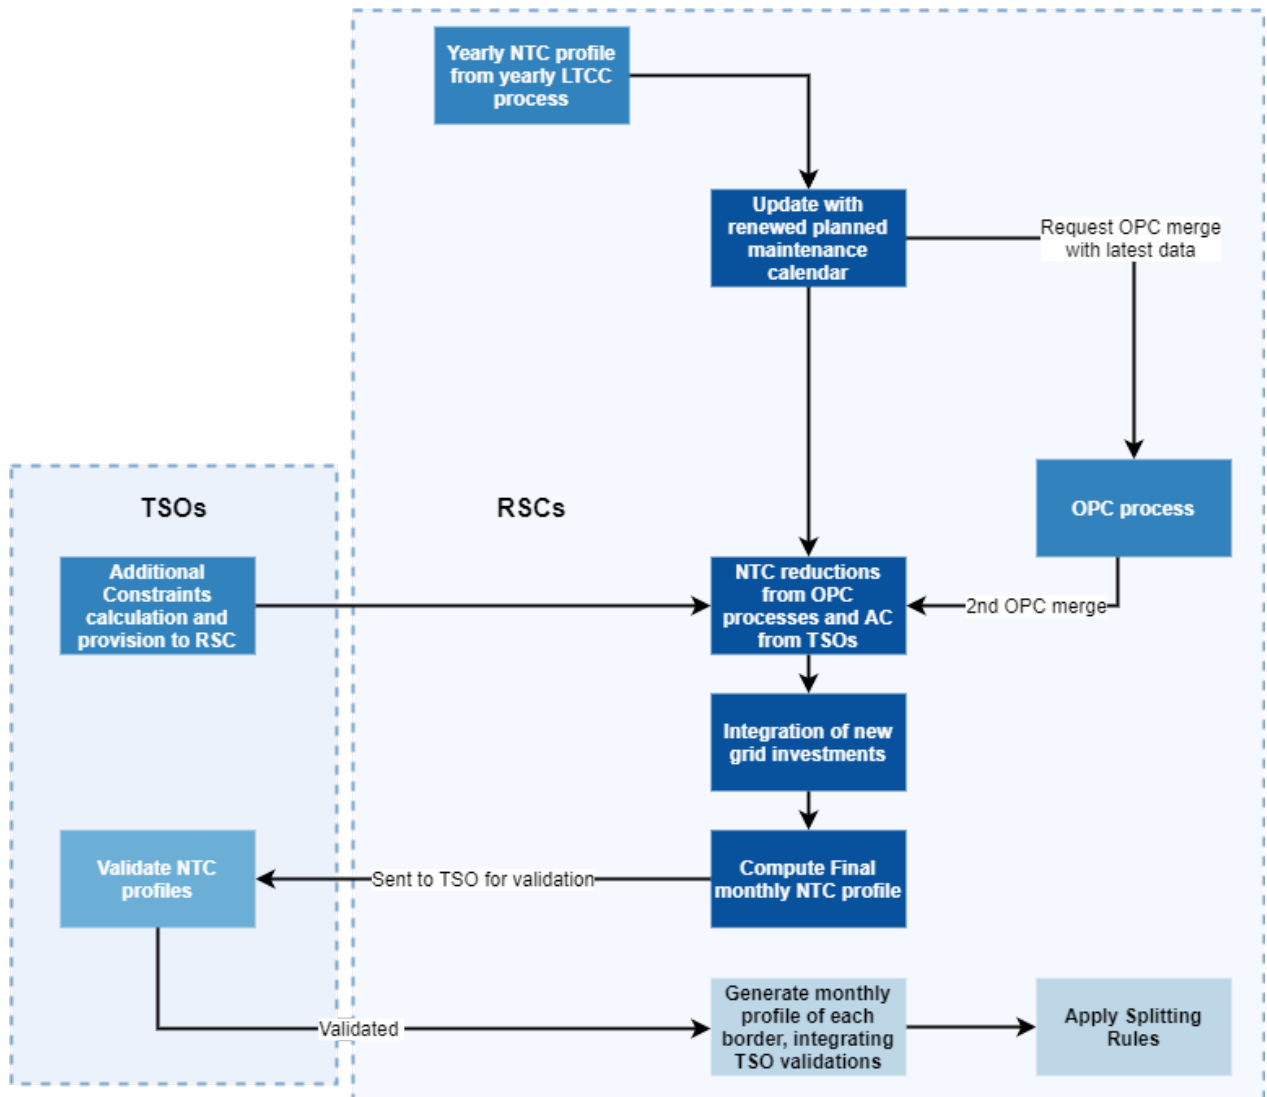 Yearly NTC profile
from yearly LTCC
process
Update with
renewed planned
maintenance
calendar
Request OPC merge
with latest data
OPC process
TSOs
RSCs
Additional
Constraints
calculation and
provision to RSC
NTC reductions
from OPC
processes and AC
from TSOs
2nd OPC merge
Integration of new
grid investments
Validate NTC
profiles
Sent to TSO for validation
Compute Final
monthly NTC profile
Validated
Generate monthly
profile of each
border, integrating
TSO validations
Apply Splitting
Rules